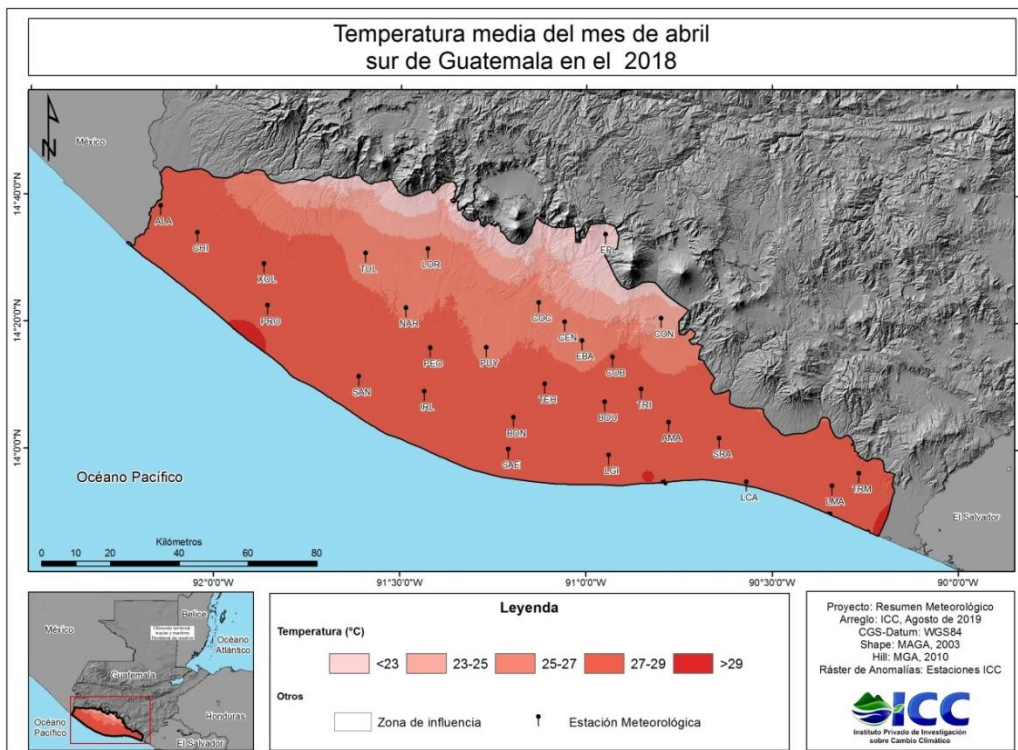 Temperatura media del mes de abril
sur de Guatemala en el 2018
N
México
14°40'0"N
14°20'0"N
14°0'0"N
ALA
CHI
XOL
PRO
TUL
LOR
NAR
PEO
PUY
SAN
IRL
COC
CEN
EBA
CON
COB
TEH
BOU
TRI
BON
AMA
SAE
LGI
SRA
LCA
LMA
TRM
Océano Pacífico
El Salvador
Kilómetros
0 10 20 40 60 80
92°0'0"W
91°30'0"W
91°0'0"W
90°30'0"W
90°0'0"W
México
Belice
Océano
Atlántico
Guatemala
Honduras
Océano
Pacífico
El Salvador
Leyenda
Temperatura (°C)
<23
23-25
25-27
27-29
>29
Otros
Zona de influencia
Estación Meteorológica
Proyecto: Resumen Meteorológico
Arreglo: ICC, Agosto de 2019
CGS-Datum: WGS84
Shape: MAGA, 2003
Hill: MGA, 2010
Ráster de Anomalías: Estaciones ICC
ICC
Instituto Privado de Investigación
sobre Cambio Climático